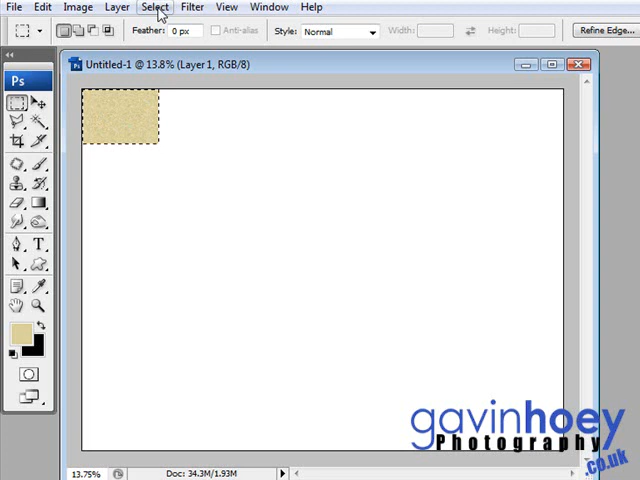 File Edit Image Layer Select Filter View Window Help
Feather: 0 px Anti-alias Style: Normal Width: Height: Refine Edge...
Ps Untitled-1 @ 13.8% (Layer 1, RGB/8)
Ps
T
gavinhoey
Photography
.co.uk
13.75% Doc: 34.3M/1.93M